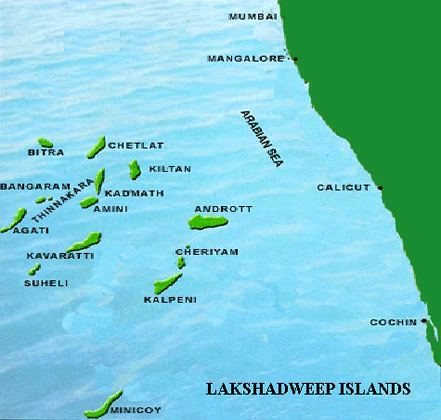 MUMBAI
MANGALORE
ARABIAN SEA
BITRA
CHETLAT
KILTAN
BANGARAM
THINNAKARA
KADMATH
CALICUT
AMINI
ANDROTT
AGATI
KAVARATTI
CHERIYAM
SUHELI
KALPENI
COCHIN
LAKSHADWEEP ISLANDS
MINICOY